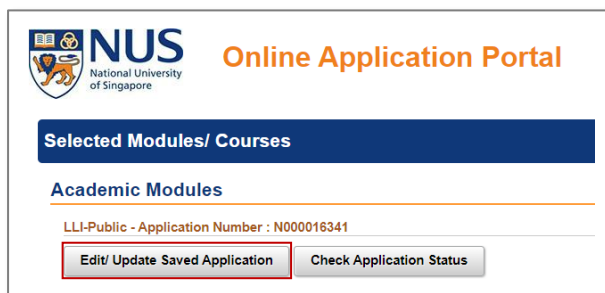 NUS
National University
of Singapore
Online Application Portal
Selected Modules/ Courses
Academic Modules
LLI-Public - Application Number : N000016341
Edit/ Update Saved Application
Check Application Status